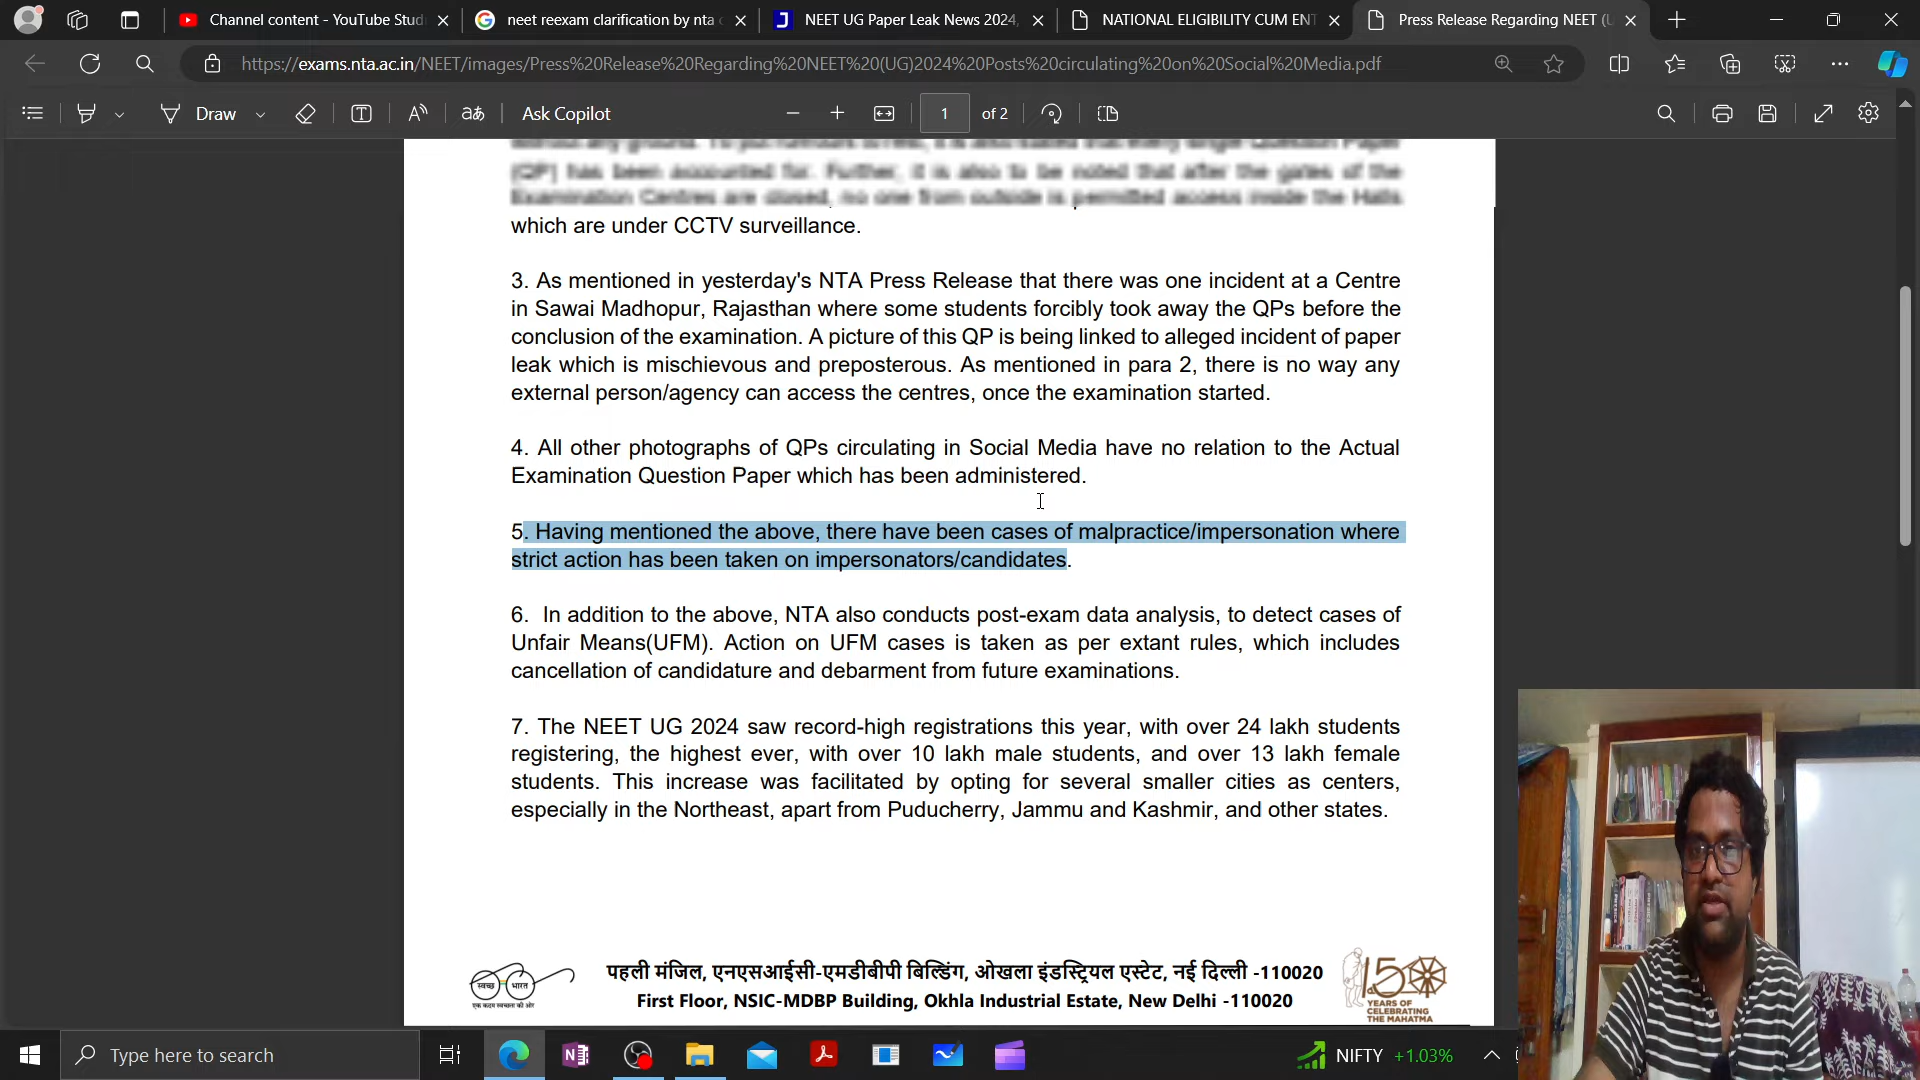 Channel content - YouTube Stud
neet reexam clarification by nta
NEET UG Paper Leak News 2024,
NATIONAL ELIGIBILITY CUM ENT
Press Release Regarding NEET (U
https://exams.nta.ac.in/NEET/images/Press%20Release%20Regarding%20NEET%20(UG)2024%20Posts%20circulating%20on%20Social%20Media.pdf
Draw
Ask Copilot
1 of 2
which are under CCTV surveillance.
3. As mentioned in yesterday's NTA Press Release that there was one incident at a Centre
in Sawai Madhopur, Rajasthan where some students forcibly took away the QPs before the
conclusion of the examination. A picture of this QP is being linked to alleged incident of paper
leak which is mischievous and preposterous. As mentioned in para 2, there is no way any
external person/agency can access the centres, once the examination started.
4. All other photographs of QPs circulating in Social Media have no relation to the Actual
Examination Question Paper which has been administered.
5. Having mentioned the above, there have been cases of malpractice/impersonation where
strict action has been taken on impersonators/candidates.
6. In addition to the above, NTA also conducts post-exam data analysis, to detect cases of
Unfair Means(UFM). Action on UFM cases is taken as per extant rules, which includes
cancellation of candidature and debarment from future examinations.
7. The NEET UG 2024 saw record-high registrations this year, with over 24 lakh students
registering, the highest ever, with over 10 lakh male students, and over 13 lakh female
students. This increase was facilitated by opting for several smaller cities as centers,
especially in the Northeast, apart from Puducherry, Jammu and Kashmir, and other states.
स्वच्छ भारत
एक कदम स्वच्छता की ओर
पहली मंजिल, एनएसआईसी-एमडीबीपी बिल्डिंग, ओखला इंडस्ट्रियल एस्टेट, नई दिल्ली -110020
First Floor, NSIC-MDBP Building, Okhla Industrial Estate, New Delhi -110020
150
YEARS OF
CELEBRATING
THE MAHATMA
Type here to search
NIFTY +1.03%